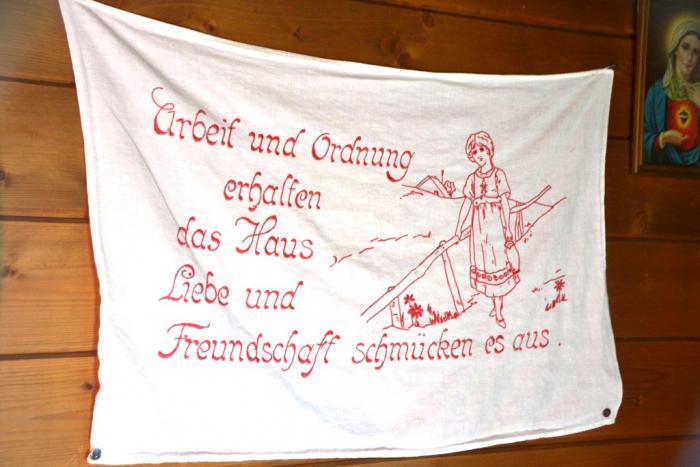 Arbeit und Ordnung
erhalten
das Haus
Liebe und
Freundschaft schmücken es aus.